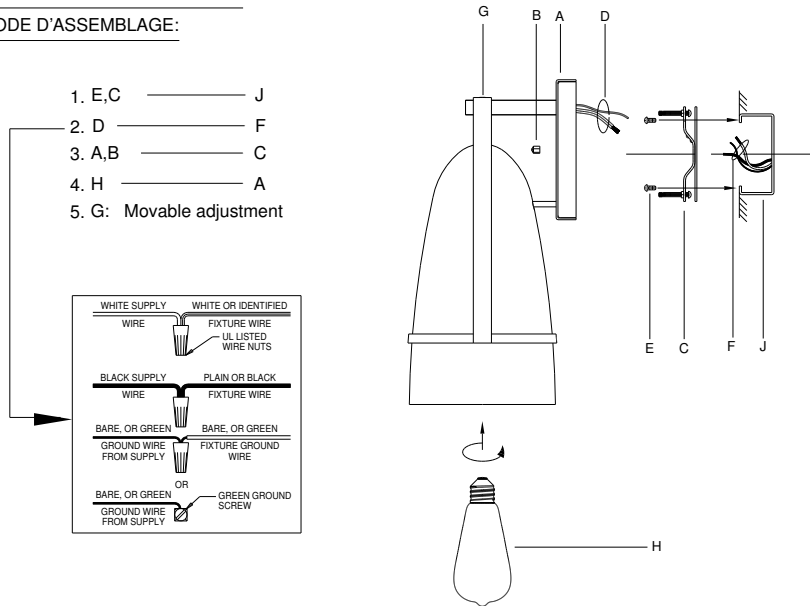 ODE D'ASSEMBLAGE:
1. E,C J
2. D F
3. A,B C
4. H A
5. G: Movable adjustment
WHITE SUPPLY WHITE OR IDENTIFIED
WIRE FIXTURE WIRE
UL LISTED
WIRE NUTS
BLACK SUPPLY PLAIN OR BLACK
WIRE FIXTURE WIRE
BARE, OR GREEN BARE, OR GREEN
GROUND WIRE FIXTURE GROUND
FROM SUPPLY WIRE
OR
BARE, OR GREEN GREEN GROUND
SCREW
GROUND WIRE
FROM SUPPLY
G B A D
E C F J
H